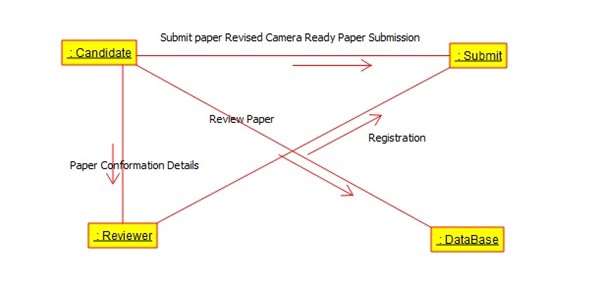 Submit paper Revised Camera Ready Paper Submission
: Candidate
: Submit
Review Paper
Registration
Paper Conformation Details
: Reviewer
: DataBase